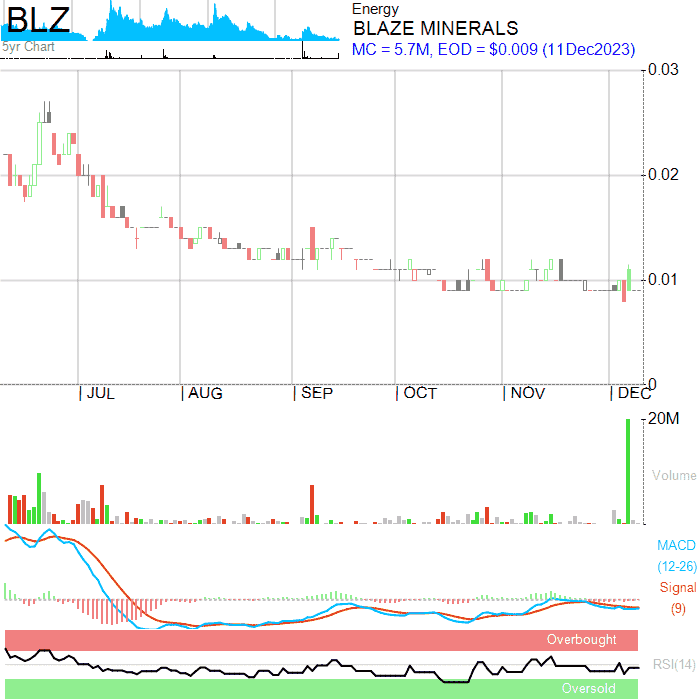 BLZ
5yr Chart
Energy
BLAZE MINERALS
MC = 5.7M, EOD = $0.009 (11Dec2023)
0.03
0.02
0.01
0
JUL AUG SEP OCT NOV DEC
20M
Volume
MACD
(12-26)
Signal
(9)
Overbought
RSI(14)
Oversold